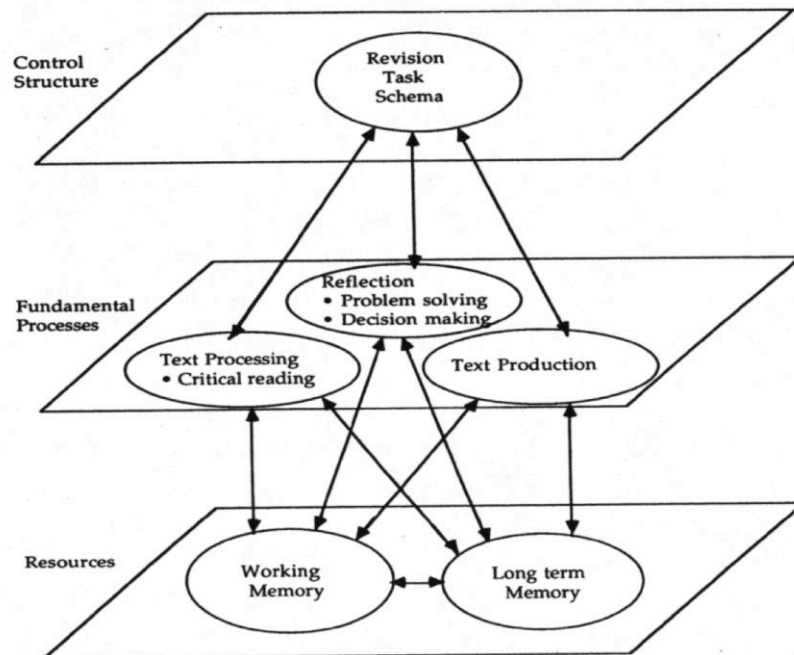 Control
Structure
Revision
Task
Schema
Fundamental
Processes
Reflection
• Problem solving
• Decision making
Text Processing
• Critical reading
Text Production
Resources
Working
Memory
Long term
Memory